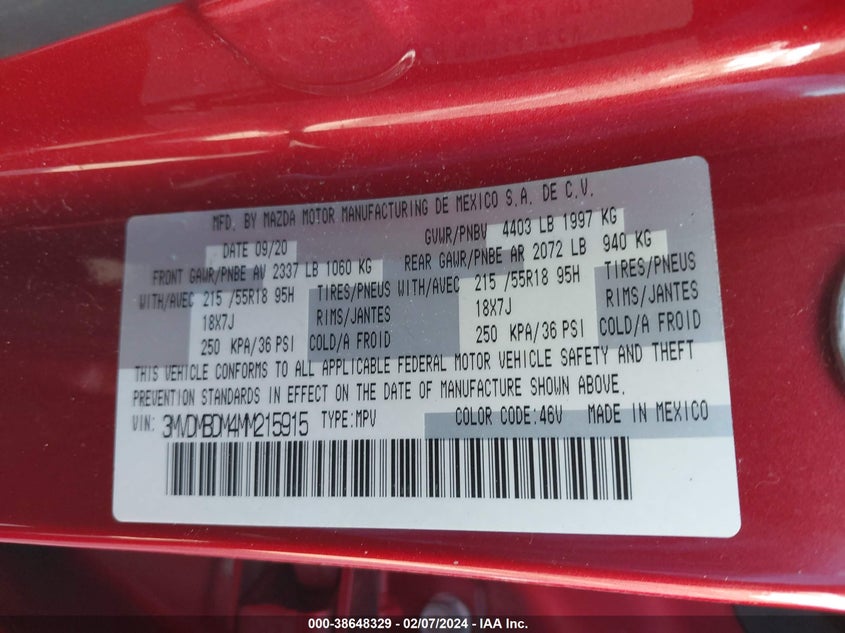 MFD. BY MAZDA MOTOR MANUFACTURING DE MEXICO S.A. DE C.V.
DATE 09/20 GVWR/PNBV 4403 LB 1997 KG
FRONT GAWR/PNBE AV 2337 LB 1060 KG REAR GAWR/PNBE AR 2072 LB 940 KG
WITH/AVEC 215 /55R18 95H TIRES/PNEUS WITH/AVEC 215 /55R18 95H TIRES/PNEUS
18X7J RIMS/JANTES 18X7J RIMS/JANTES
250 KPA/36 PSI COLD/A FROID 250 KPA/36 PSI COLD/A FROID
THIS VEHICLE CONFORMS TO ALL APPLICABLE FEDERAL MOTOR VEHICLE SAFETY AND THEFT
PREVENTION STANDARDS IN EFFECT ON THE DATE OF MANUFACTURE SHOWN ABOVE.
VIN: 3MVDMBDM4MM215915 TYPE:MPV COLOR CODE:46V MADE IN MEXICO
000-38648329 - 02/07/2024 - IAA Inc.